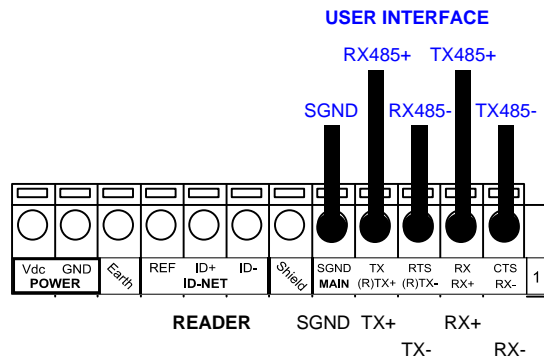 USER INTERFACE
RX485+ TX485+
SGND RX485- TX485-
Vdc GND Earth REF ID+ ID- Shield SGND TX RTS RX CTS
POWER ID-NET MAIN (R)TX+ (R)TX- RX+ RX- 1
READER SGND TX+ RX+
TX- RX-